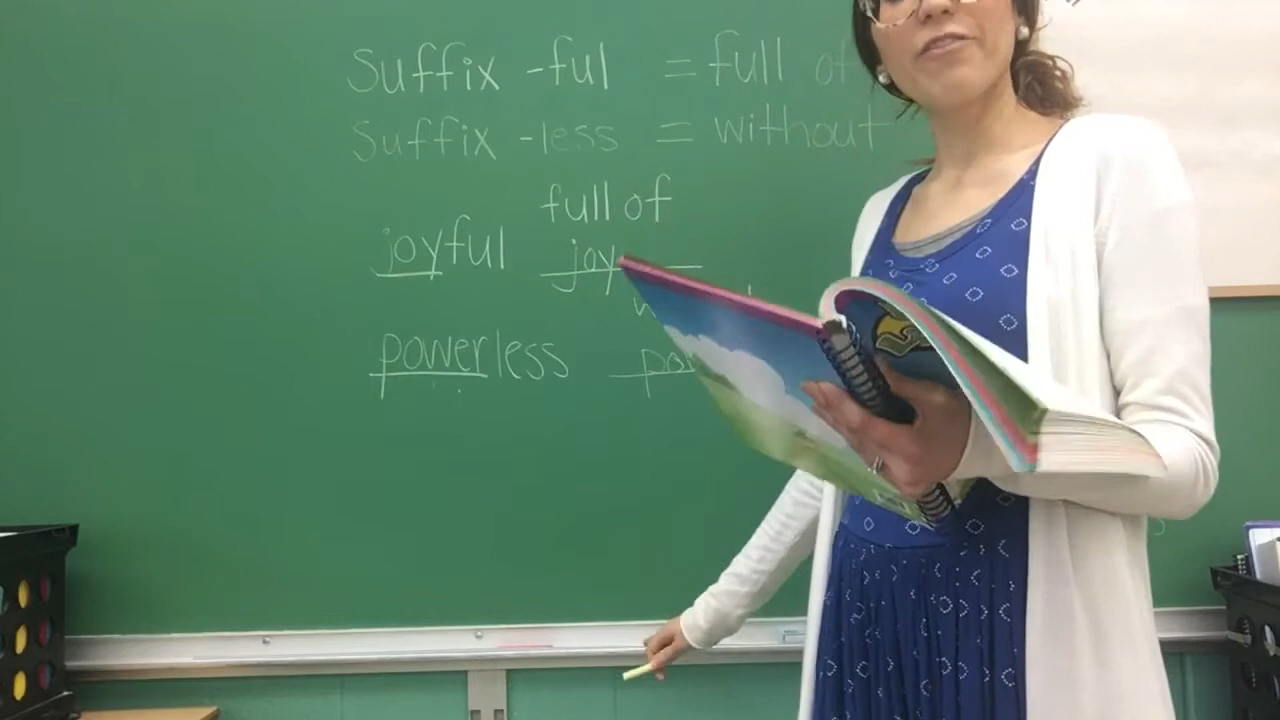 Suffix -ful = full of
Suffix -less = without
full of
joyful joy
powerless